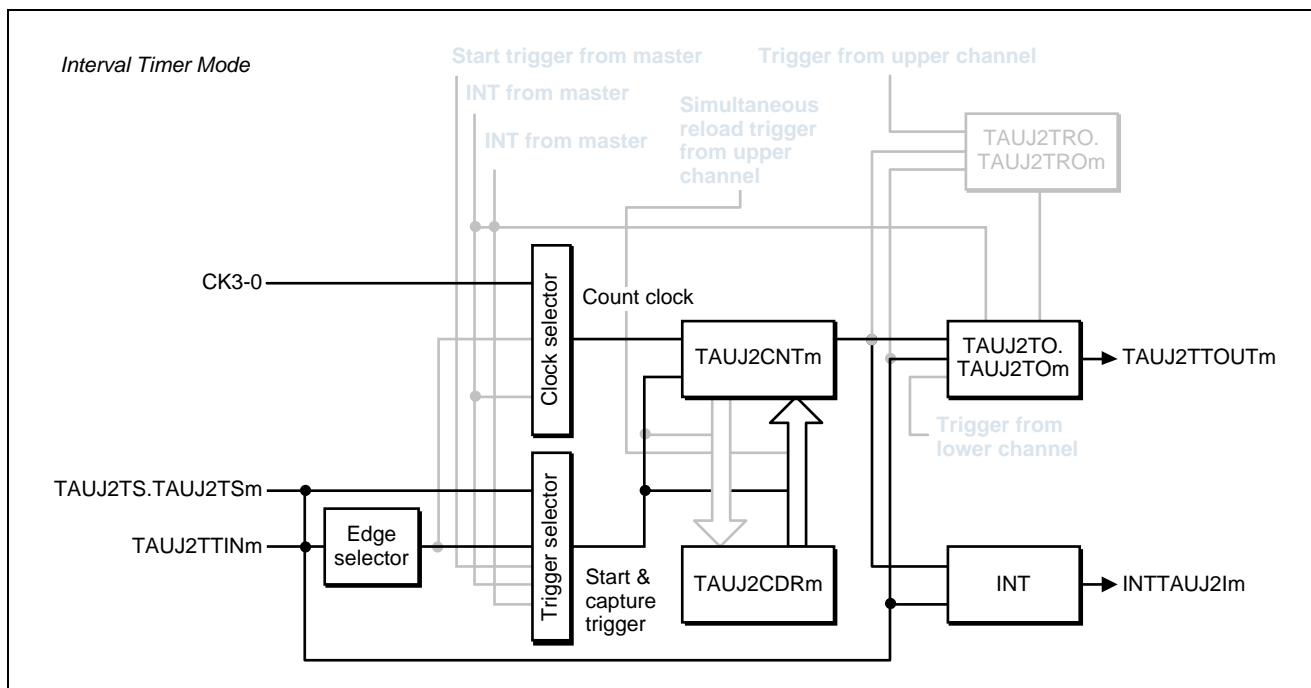 Interval Timer Mode
Start trigger from master
INT from master
INT from master
Simultaneous
reload trigger
from upper
channel
Trigger from upper channel
TAUJ2TRO.
TAUJ2TROm
CK3-0
Clock selector
Count clock
TAUJ2CNTm
TAUJ2TO.
TAUJ2TOm
TAUJ2TTOUTm
Trigger from
lower channel
TAUJ2TS.TAUJ2TSm
TAUJ2TTINm
Edge
selector
Trigger selector
Start &
capture
trigger
TAUJ2CDRm
INT
INTTAUJ2Im